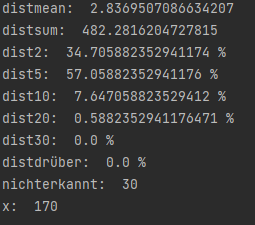 distmean:  2.8369507086634207
distsum:  482.2816204727815
dist2:  34.705882352941174 %
dist5:  57.05882352941176 %
dist10:  7.647058823529412 %
dist20:  0.5882352941176471 %
dist30:  0.0 %
distdrüber:  0.0 %
nichterkannt:  30
x:  170